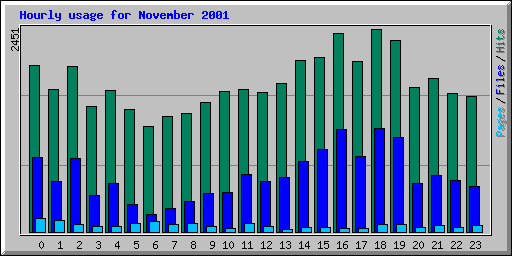 Hourly usage for November 2001
2451
Pages/Files/Hits
0 1 2 3 4 5 6 7 8 9 10 11 12 13 14 15 16 17 18 19 20 21 22 23